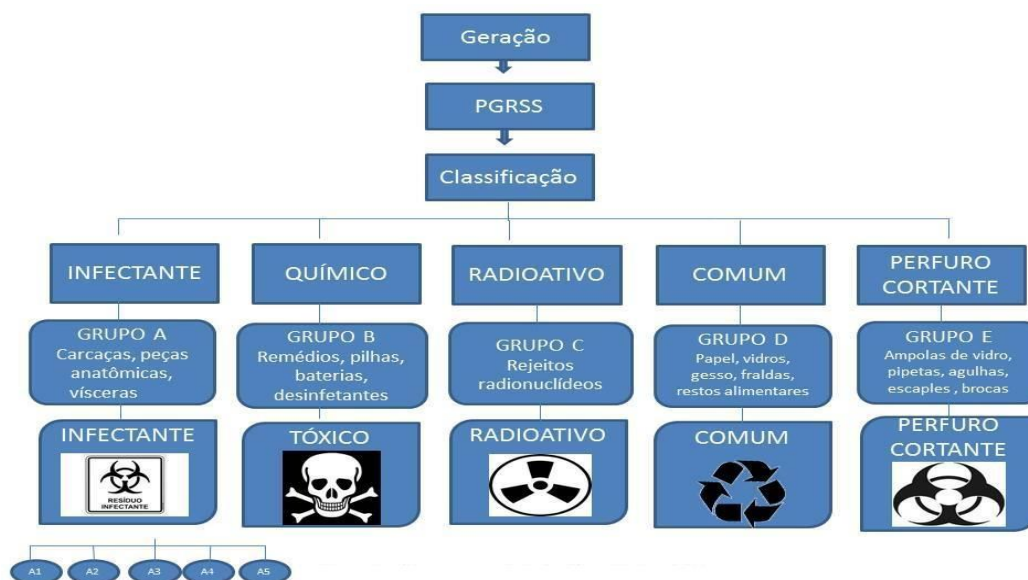 Geração
PGRSS
Classificação
INFECTANTE
QUÍMICO
RADIOATIVO
COMUM
PERFURO
CORTANTE
GRUPO A
Carcaças, peças
anatômicas,
vísceras
GRUPO B
Remédios, pilhas,
baterias,
desinfetantes
GRUPO C
Rejeitos
radionuclídeos
GRUPO D
Papel, vidros,
gesso, fraldas,
restos alimentares
GRUPO E
Ampolas de vidro,
pipetas, agulhas,
escaples , brocas
INFECTANTE
RESÍDUO
INFECTANTE
TÓXICO
RADIOATIVO
COMUM
PERFURO
CORTANTE
A1
A2
A3
A4
A5